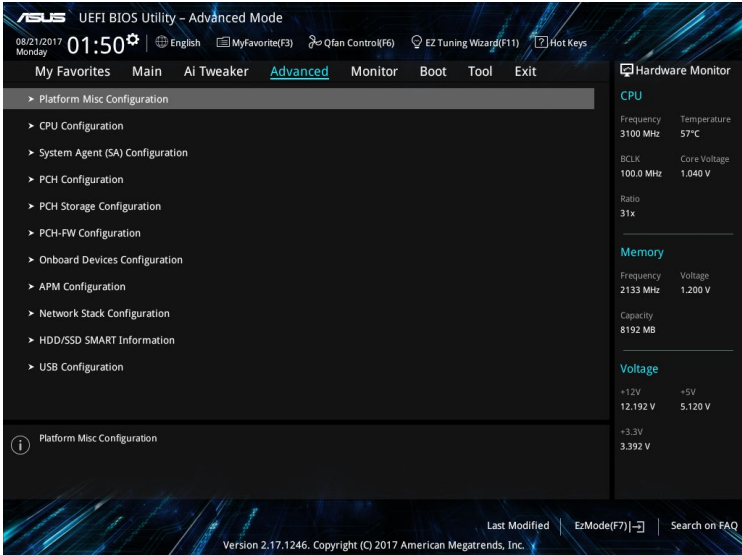 ASUS UEFI BIOS Utility – Advanced Mode
08/21/2017 Monday 01:50 English MyFavorite(F3) Qfan Control(F6) EZ Tuning Wizard(F11) ? Hot Keys
My Favorites Main Ai Tweaker Advanced Monitor Boot Tool Exit
> Platform Misc Configuration
> CPU Configuration
> System Agent (SA) Configuration
> PCH Configuration
> PCH Storage Configuration
> PCH-FW Configuration
> Onboard Devices Configuration
> APM Configuration
> Network Stack Configuration
> HDD/SSD SMART Information
> USB Configuration
i Platform Misc Configuration
Hardware Monitor
CPU
Frequency Temperature
3100 MHz 57°C
BCLK Core Voltage
100.0 MHz 1.040 V
Ratio
31x
Memory
Frequency Voltage
2133 MHz 1.200 V
Capacity
8192 MB
Voltage
+12V +5V
12.192 V 5.120 V
+3.3V
3.392 V
Last Modified EzMode(F7) Search on FAQ
Version 2.17.1246. Copyright (C) 2017 American Megatrends, Inc.